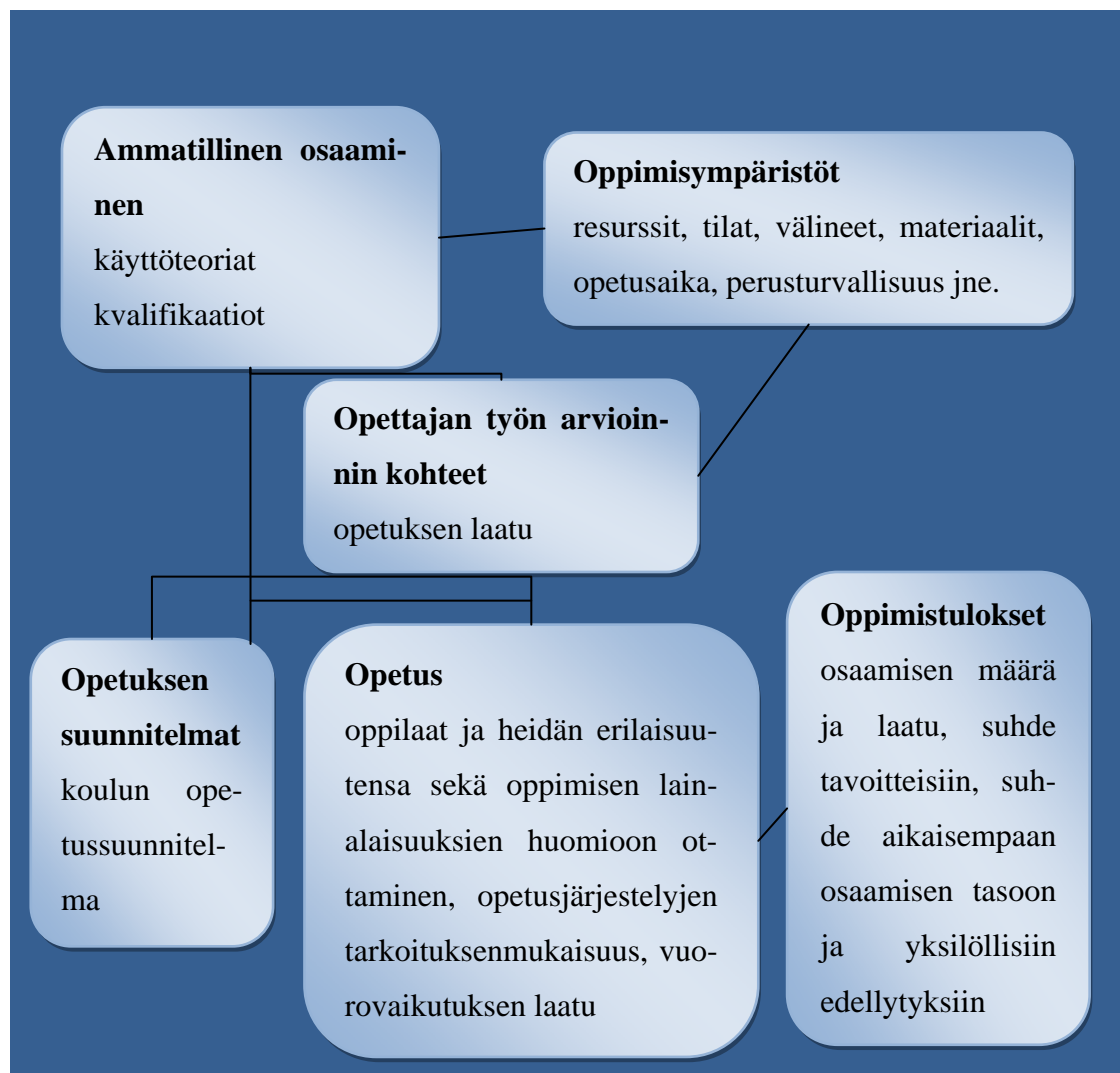 Ammatillinen osaami-
nen
käyttöteoriat
kvalifikaatiot
Oppimisympäristöt
resurssit, tilat, välineet, materiaalit,
opetusaika, perusturvallisuus jne.
Opettajan työn arvioin-
nin kohteet
opetuksen laatu
Opetuksen
suunnitelmat
koulun ope-
tussuunnitel-
ma
Opetus
oppilaat ja heidän erilaisuu-
tensa sekä oppimisen lain-
alaisuuksien huomioon ot-
taminen, opetusjärjestelyjen
tarkoituksenmukaisuus, vuo-
rovaikutuksen laatu
Oppimistulokset
osaamisen määrä
ja laatu, suhde
tavoitteisiin, suh-
de aikaisempaan
osaamisen tasoon
ja yksilöllisiin
edellytyksiin